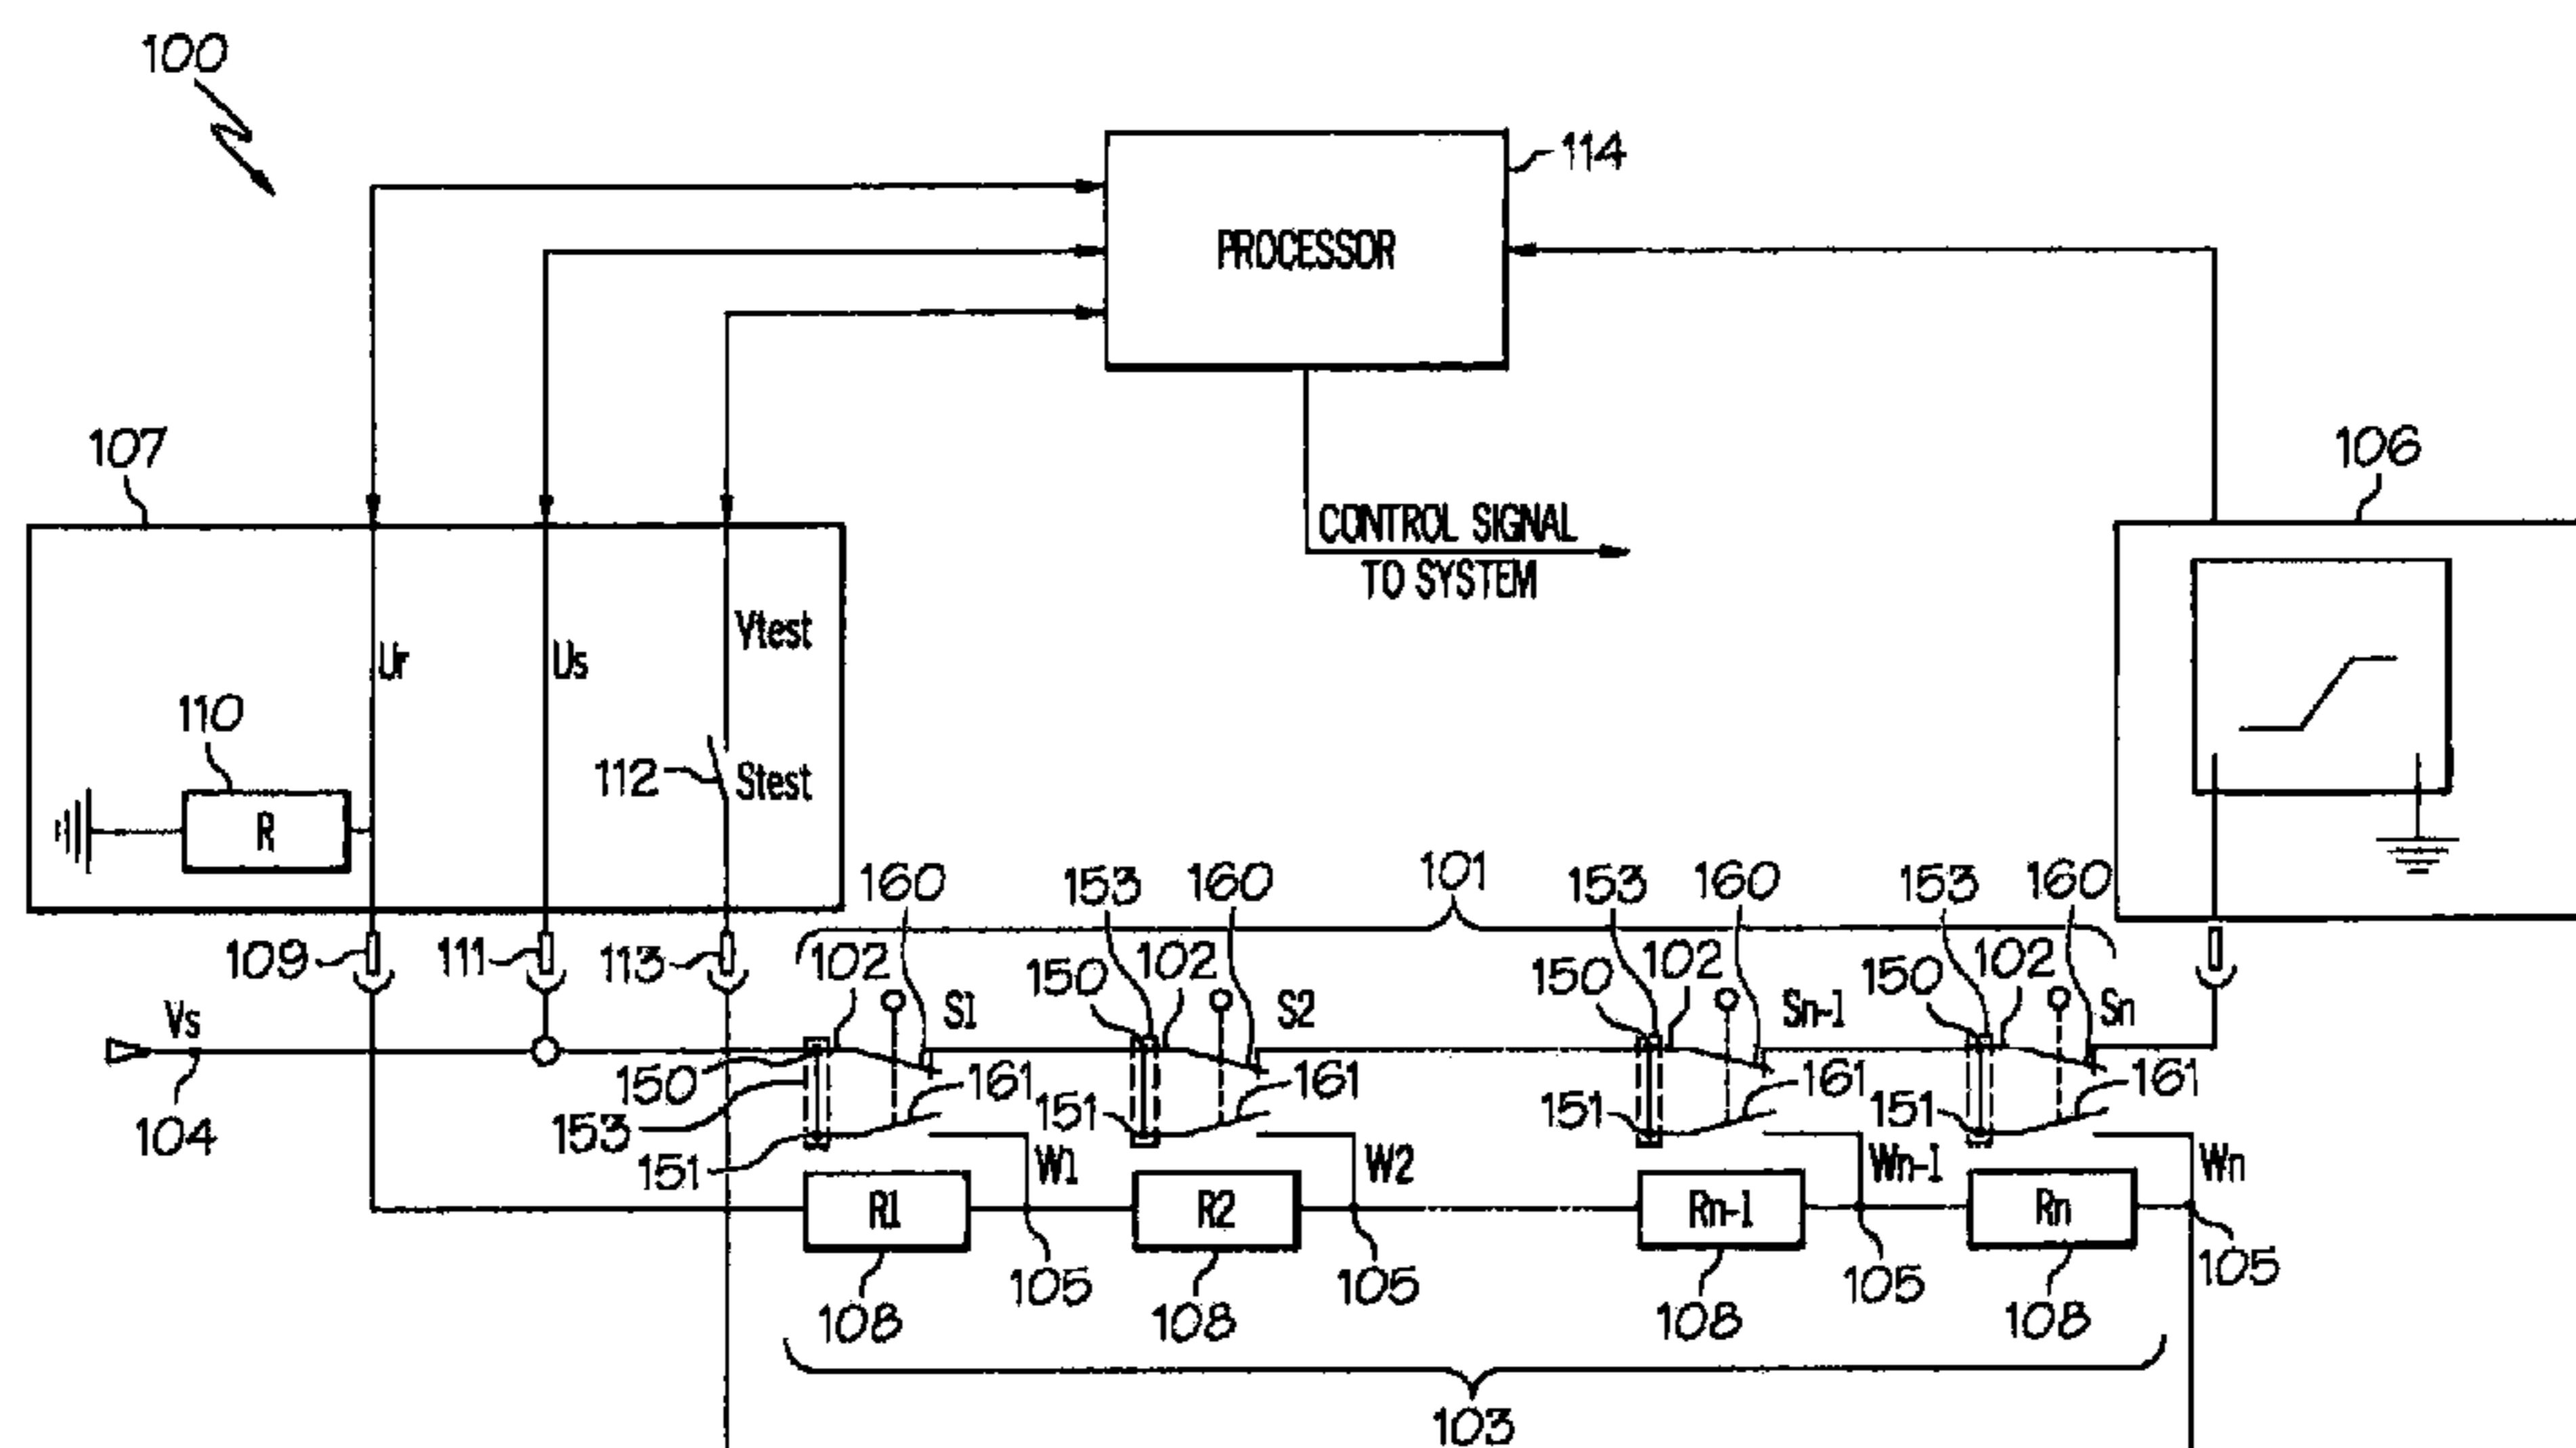 100
114
PROCESSOR
107
106
CONTROL SIGNAL
TO SYSTEM
Vtest
Ur
Us
110
112
Stest
R
160
153
160
101
153
160
153
160
109
111
113
102
150
102
150
102
150
102
Vs
S1
S2
Sn-1
Sn
104
150
153
151
161
151
161
151
161
151
161
W1
W2
Wn-1
Wn
R1
R2
Rn-1
Rn
105
105
105
105
108
108
108
108
103